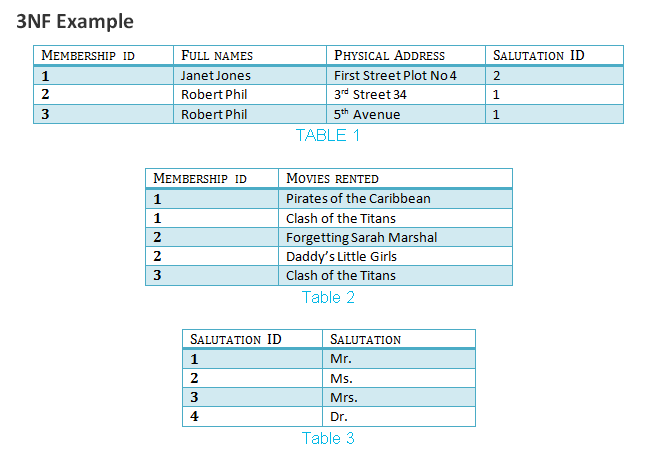 3NF Example
MEMBERSHIP ID FULL NAMES PHYSICAL ADDRESS SALUTATION ID
1 Janet Jones First Street Plot No 4 2
2 Robert Phil 3rd Street 34 1
3 Robert Phil 5th Avenue 1
TABLE 1
MEMBERSHIP ID MOVIES RENTED
1 Pirates of the Caribbean
1 Clash of the Titans
2 Forgetting Sarah Marshal
2 Daddy's Little Girls
3 Clash of the Titans
Table 2
SALUTATION ID SALUTATION
1 Mr.
2 Ms.
3 Mrs.
4 Dr.
Table 3